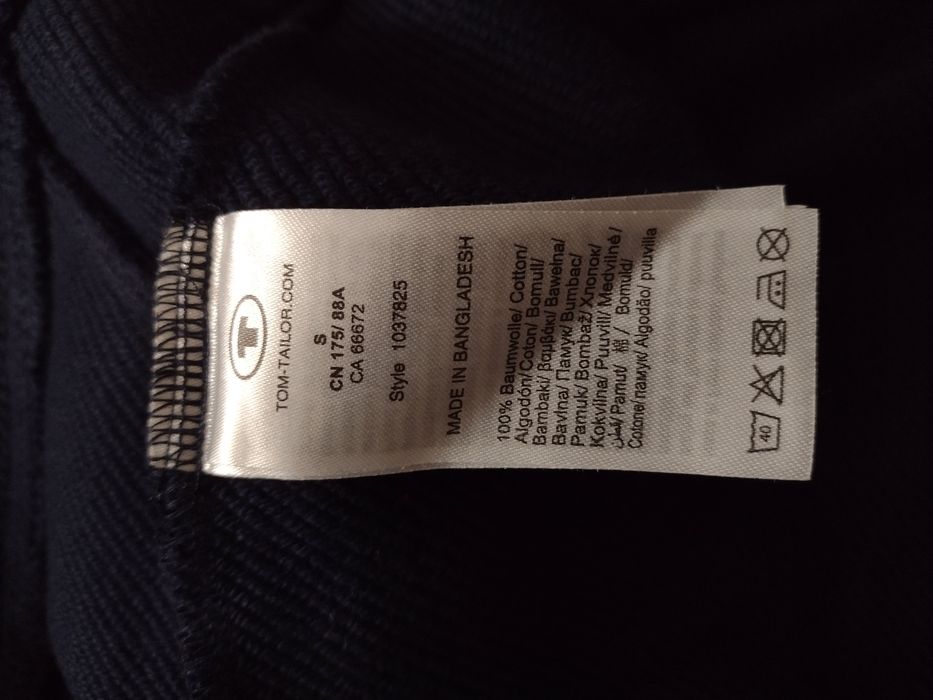 T
TOM-TAILOR.COM
S
CN 175/ 88A
CA 66672
Style 1037825
MADE IN BANGLADESH
100% Baumwolle/ Cotton/
Algodón/ Coton/ Bomull/
Bambaki/ βαμβάκι/ Bawełna/
Bavlna/ Памук/ Bumbac/
Pamuk/ Bombaž/ Хлопок/
Kokvilna/ Puuvill/ Medvilnė/
قطن/ Pamut/ 棉 / Bomuld/
Cotone/ памук/ Algodão/ puuvilla
40